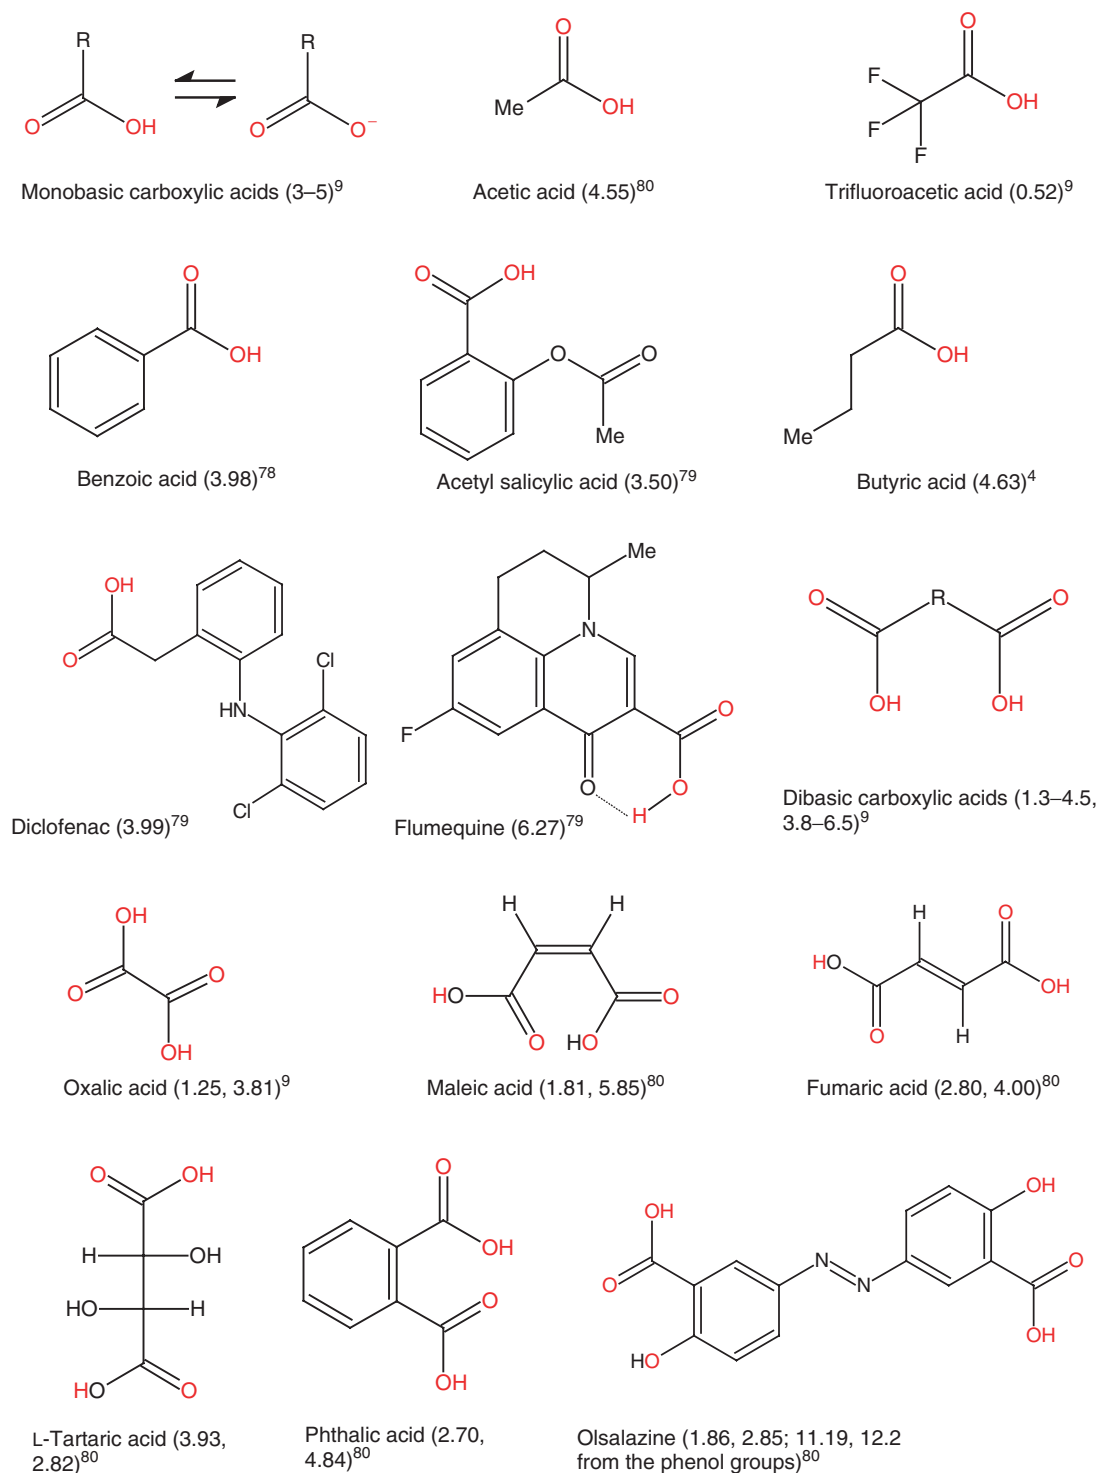 R
O
OH
R
O
O⁻
Monobasic carboxylic acids (3–5)⁹
O
Me
OH
Acetic acid (4.55)⁸⁰
O
F
OH
F
F
Trifluoroacetic acid (0.52)⁹
O
OH
Benzoic acid (3.98)⁷⁸
O
OH
O
O
Me
Acetyl salicylic acid (3.50)⁷⁹
O
OH
Me
Butyric acid (4.63)⁴
OH
O
Cl
HN
Cl
Diclofenac (3.99)⁷⁹
Me
N
F
O
O
H
O
Flumequine (6.27)⁷⁹
O
R
O
OH
OH
Dibasic carboxylic acids (1.3–4.5,
3.8–6.5)⁹
OH
O
O
OH
Oxalic acid (1.25, 3.81)⁹
H
H
HO
O
O
HO
Maleic acid (1.81, 5.85)⁸⁰
H
O
HO
OH
O
H
Fumaric acid (2.80, 4.00)⁸⁰
O
OH
H
OH
HO
H
HO
O
L-Tartaric acid (3.93,
2.82)⁸⁰
O
OH
O
OH
Phthalic acid (2.70,
4.84)⁸⁰
OH
OH
O
N
N
O
HO
OH
Olsalazine (1.86, 2.85; 11.19, 12.2
from the phenol groups)⁸⁰